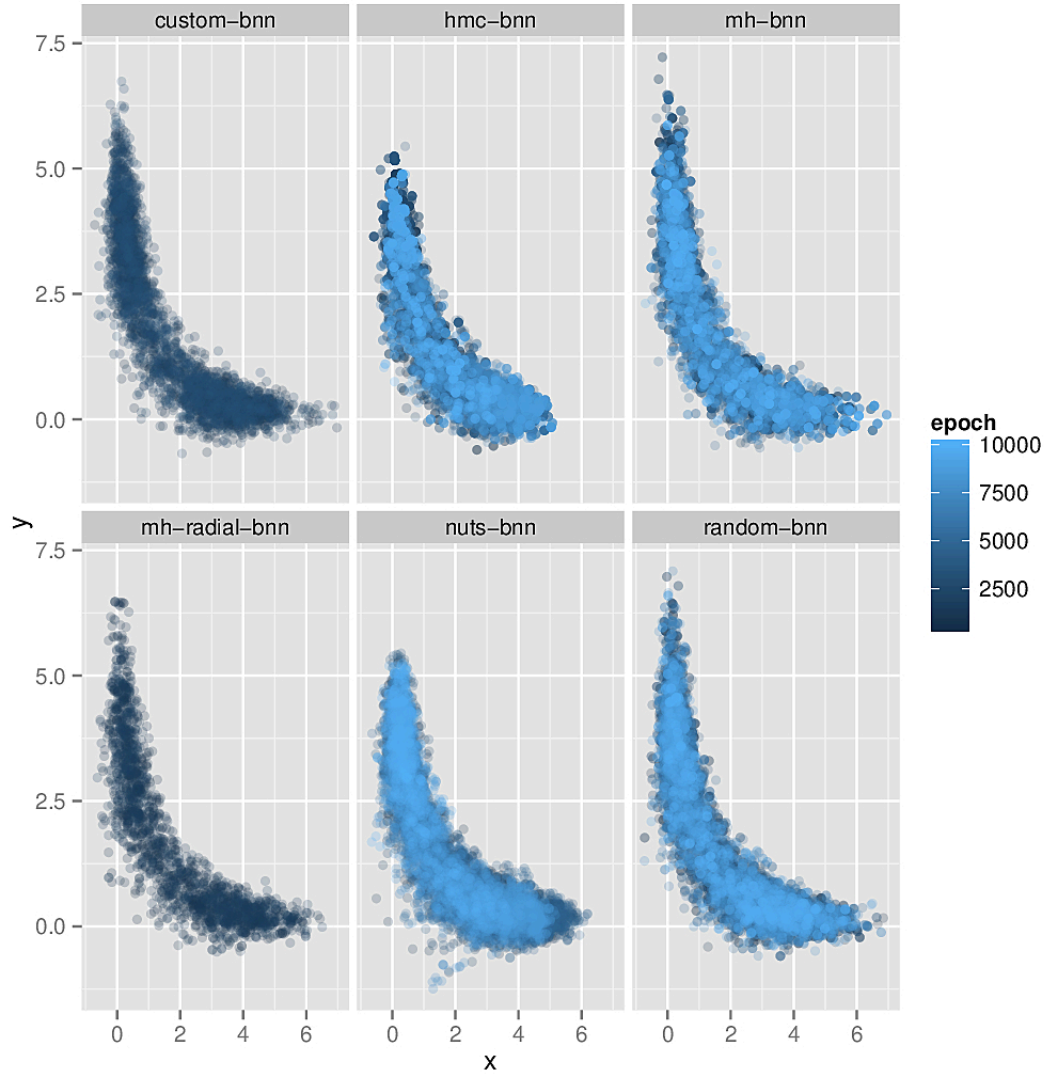 custom-bnn hmc-bnn mh-bnn
7.5
5.0
2.5
0.0
mh-radial-bnn nuts-bnn random-bnn
7.5
5.0
2.5
0.0
0 2 4 6 0 2 4 6 0 2 4 6
x
y
epoch
10000
7500
5000
2500